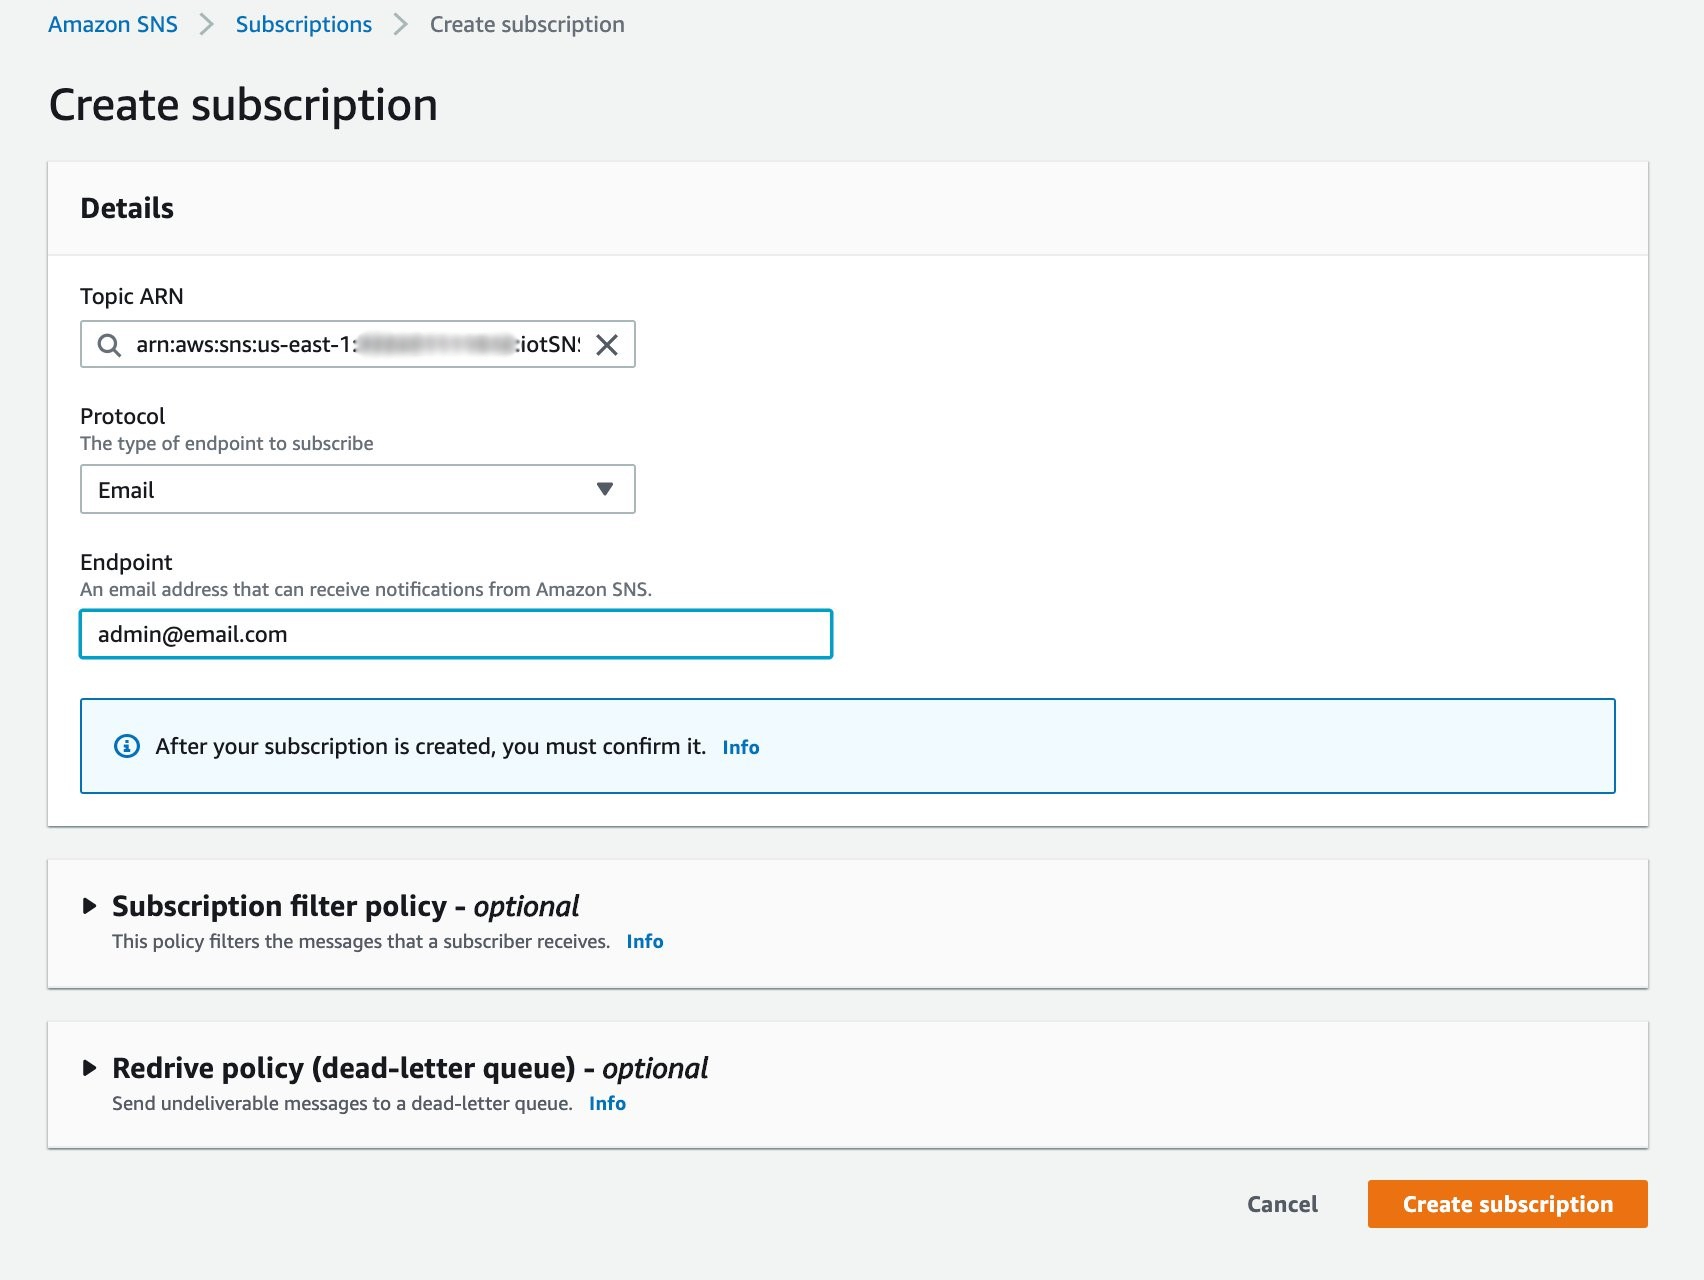 Amazon SNS > Subscriptions > Create subscription
Create subscription
Details
Topic ARN
arn:aws:sns:us-east-1: :iotSN
Protocol
The type of endpoint to subscribe
Email
Endpoint
An email address that can receive notifications from Amazon SNS.
admin@email.com
After your subscription is created, you must confirm it. Info
Subscription filter policy - optional
This policy filters the messages that a subscriber receives. Info
Redrive policy (dead-letter queue) - optional
Send undeliverable messages to a dead-letter queue. Info
Cancel Create subscription